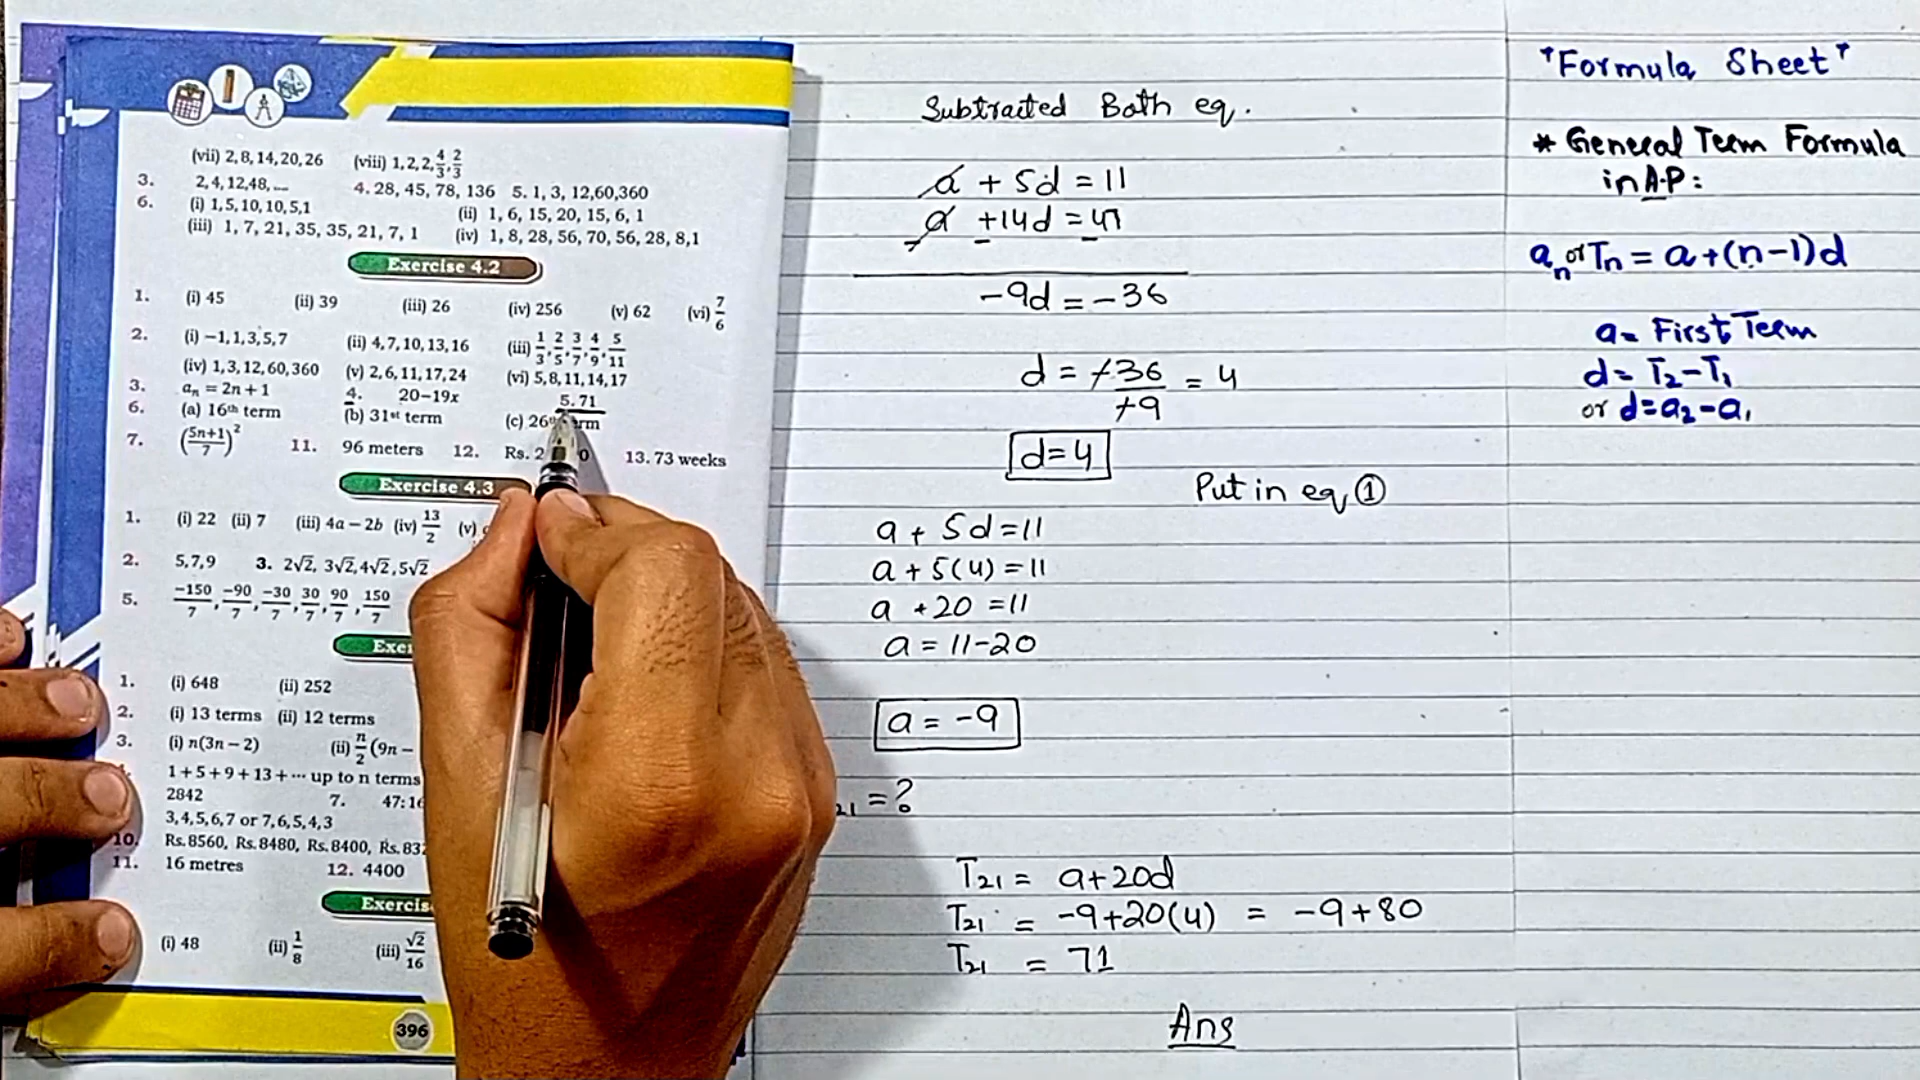 (vii) 2, 8, 14, 20, 26 (viii) 1, 2, 2, 4/3, 2/3
3. 2, 4, 12, 48, .... 4. 28, 45, 78, 136 5. 1, 3, 12, 60, 360
6. (i) 1, 5, 10, 10, 5, 1 (ii) 1, 6, 15, 20, 15, 6, 1
(iii) 1, 7, 21, 35, 35, 21, 7, 1 (iv) 1, 8, 28, 56, 70, 56, 28, 8, 1
Exercise 4.2
1. (i) 45 (ii) 39 (iii) 26 (iv) 256 (v) 62 (vi) 7/6
2. (i) −1, 1, 3, 5, 7 (ii) 4, 7, 10, 13, 16 (iii) 1/3, 2/5, 3/7, 4/9, 5/11
(iv) 1, 3, 12, 60, 360 (v) 2, 6, 11, 17, 24 (vi) 5, 8, 11, 14, 17
3. aₙ = 2n + 1 4. 20−19x 5. 71
6. (a) 16th term (b) 31st term (c) 26
7. ((5n+1)/7)² 11. 96 meters 12. Rs. 13. 73 weeks
Exercise 4.3
1. (i) 22 (ii) 7 (iii) 4a − 2b (iv) 13/2 (v)
2. 5, 7, 9 3. 2√2, 3√2, 4√2, 5√2
5. −150/7, −90/7, −30/7, 30/7, 90/7, 150/7
1. (i) 648 (ii) 252
2. (i) 13 terms (ii) 12 terms
3. (i) n(3n − 2) (ii) n/2 (9n −
1 + 5 + 9 + 13 + ··· up to n terms
2842 7. 47:
3,4,5,6,7 or 7,6,5,4,3
10. Rs. 8560, Rs. 8480, Rs. 8400, Rs.
11. 16 metres 12. 4400
(i) 48 (ii) 1/8 (iii) √2/16
396
Subtracted Both eq.
a + 5d = 11
a +14d = 47
− − −
-9d = -36
d = -36/-9 = 4
d=4
Put in eq ①
a + 5d = 11
a + 5(4) = 11
a + 20 = 11
a = 11-20
a = -9
21 = ?
T21 = a+20d
T21 = -9+20(4) = -9+80
T21 = 71
Ans
"Formula Sheet"
* General Term Formula
in A.P:
an or Tn = a+(n-1)d
a = First Term
d = T2-T1
or d=a2-a1